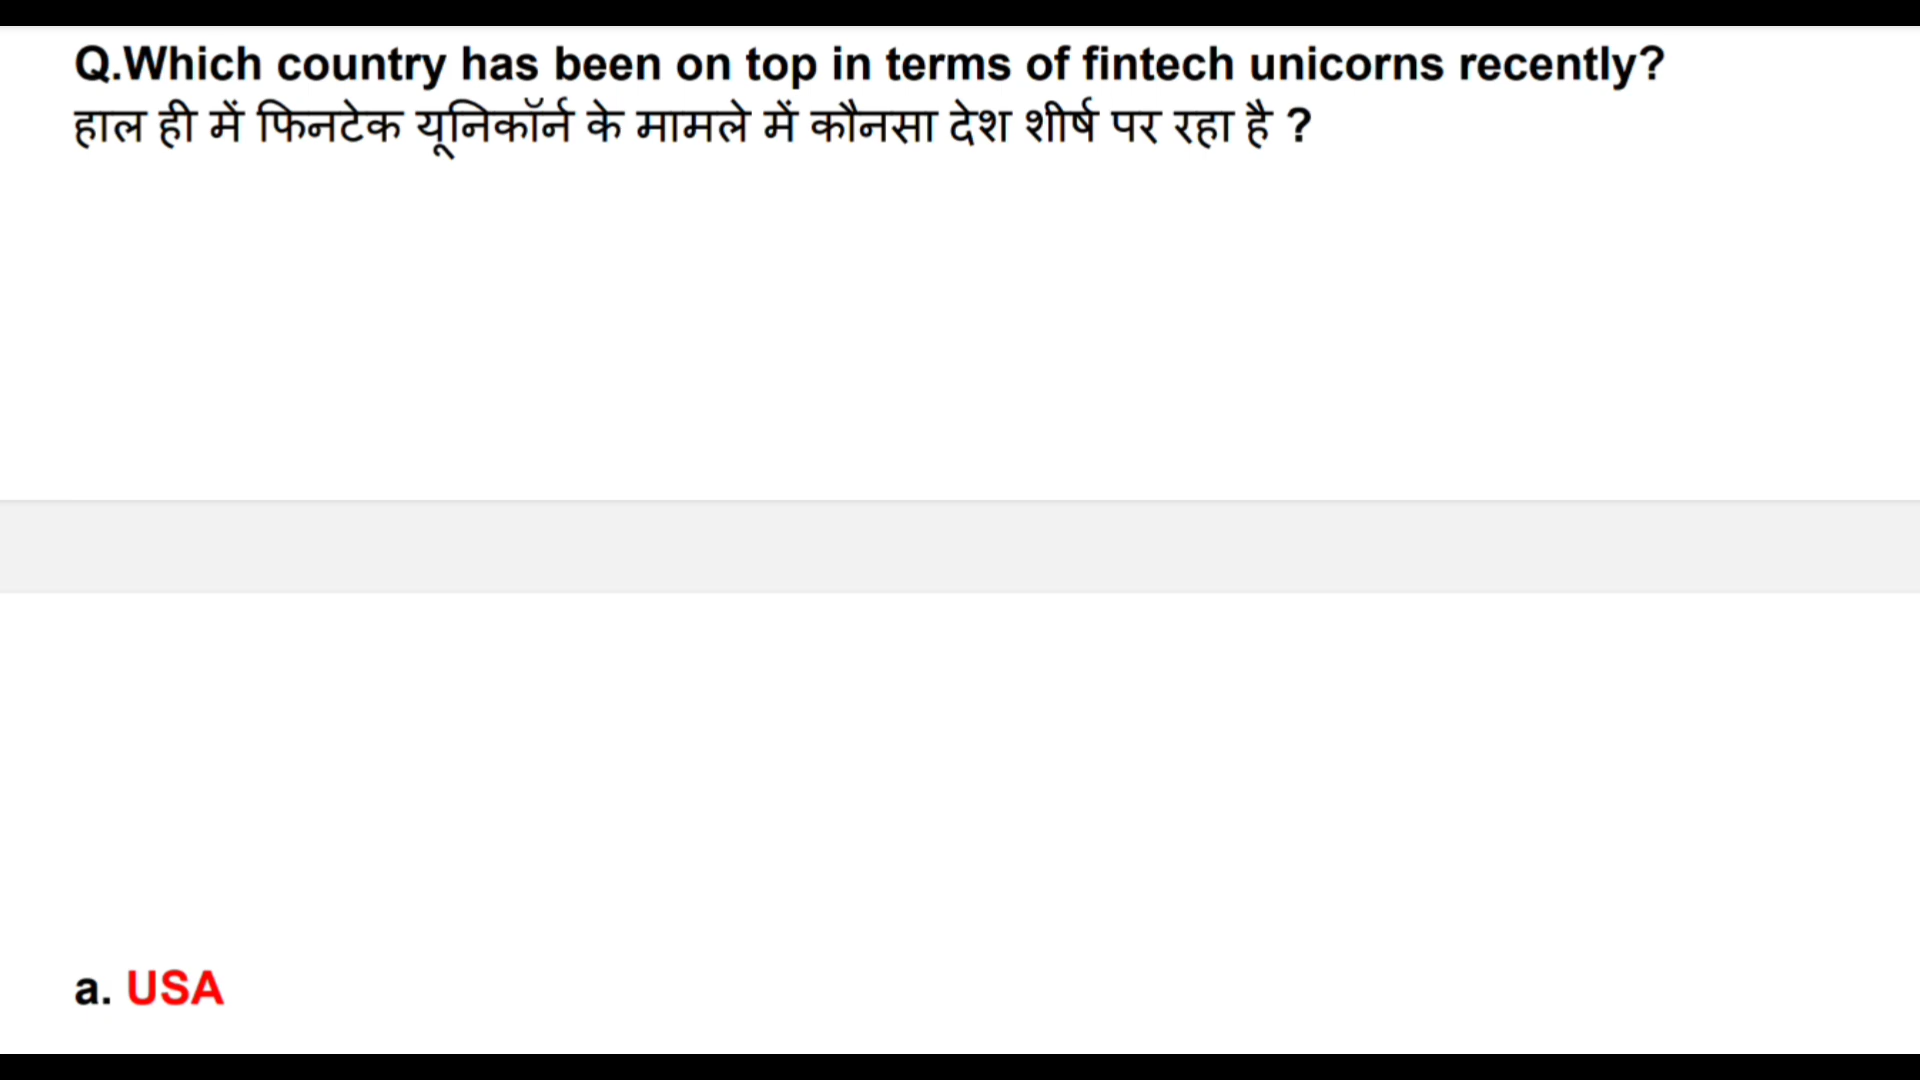 Q.Which country has been on top in terms of fintech unicorns recently?
हाल ही में फिनटेक यूनिकॉर्न के मामले में कौनसा देश शीर्ष पर रहा है ?
a. USA